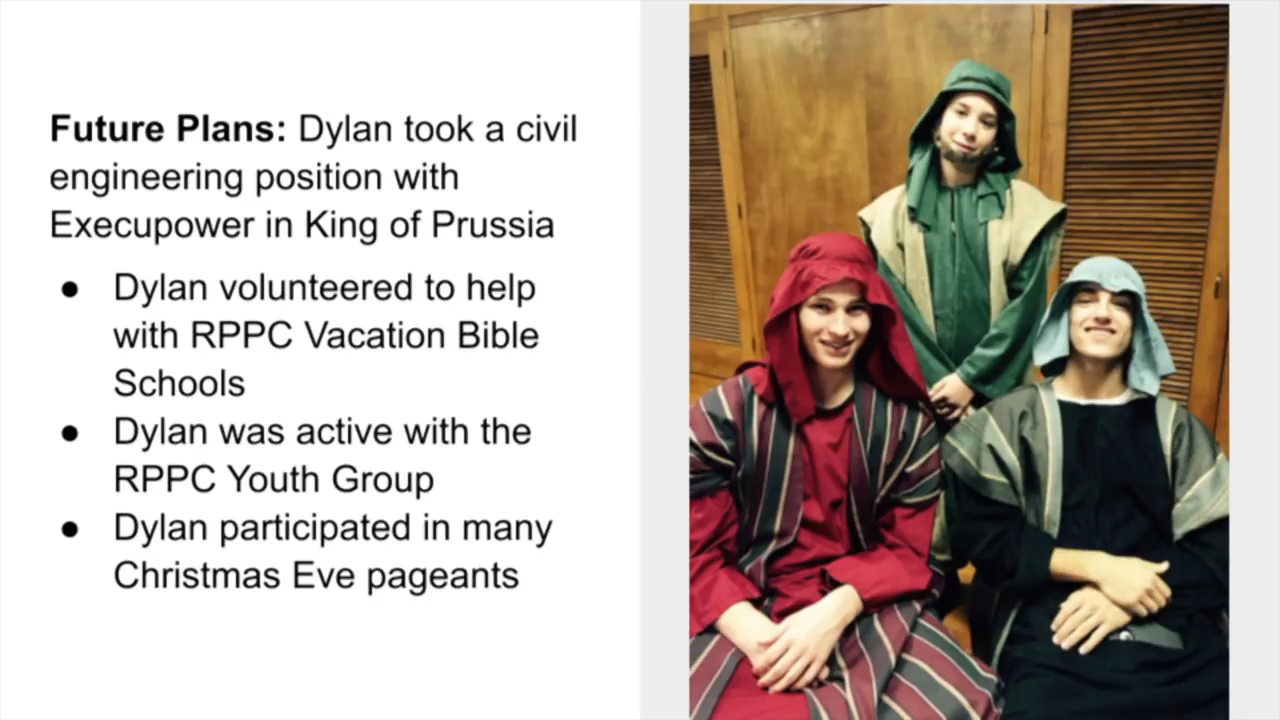 Future Plans: Dylan took a civil
engineering position with
Execupower in King of Prussia
● Dylan volunteered to help
with RPPC Vacation Bible
Schools
● Dylan was active with the
RPPC Youth Group
● Dylan participated in many
Christmas Eve pageants